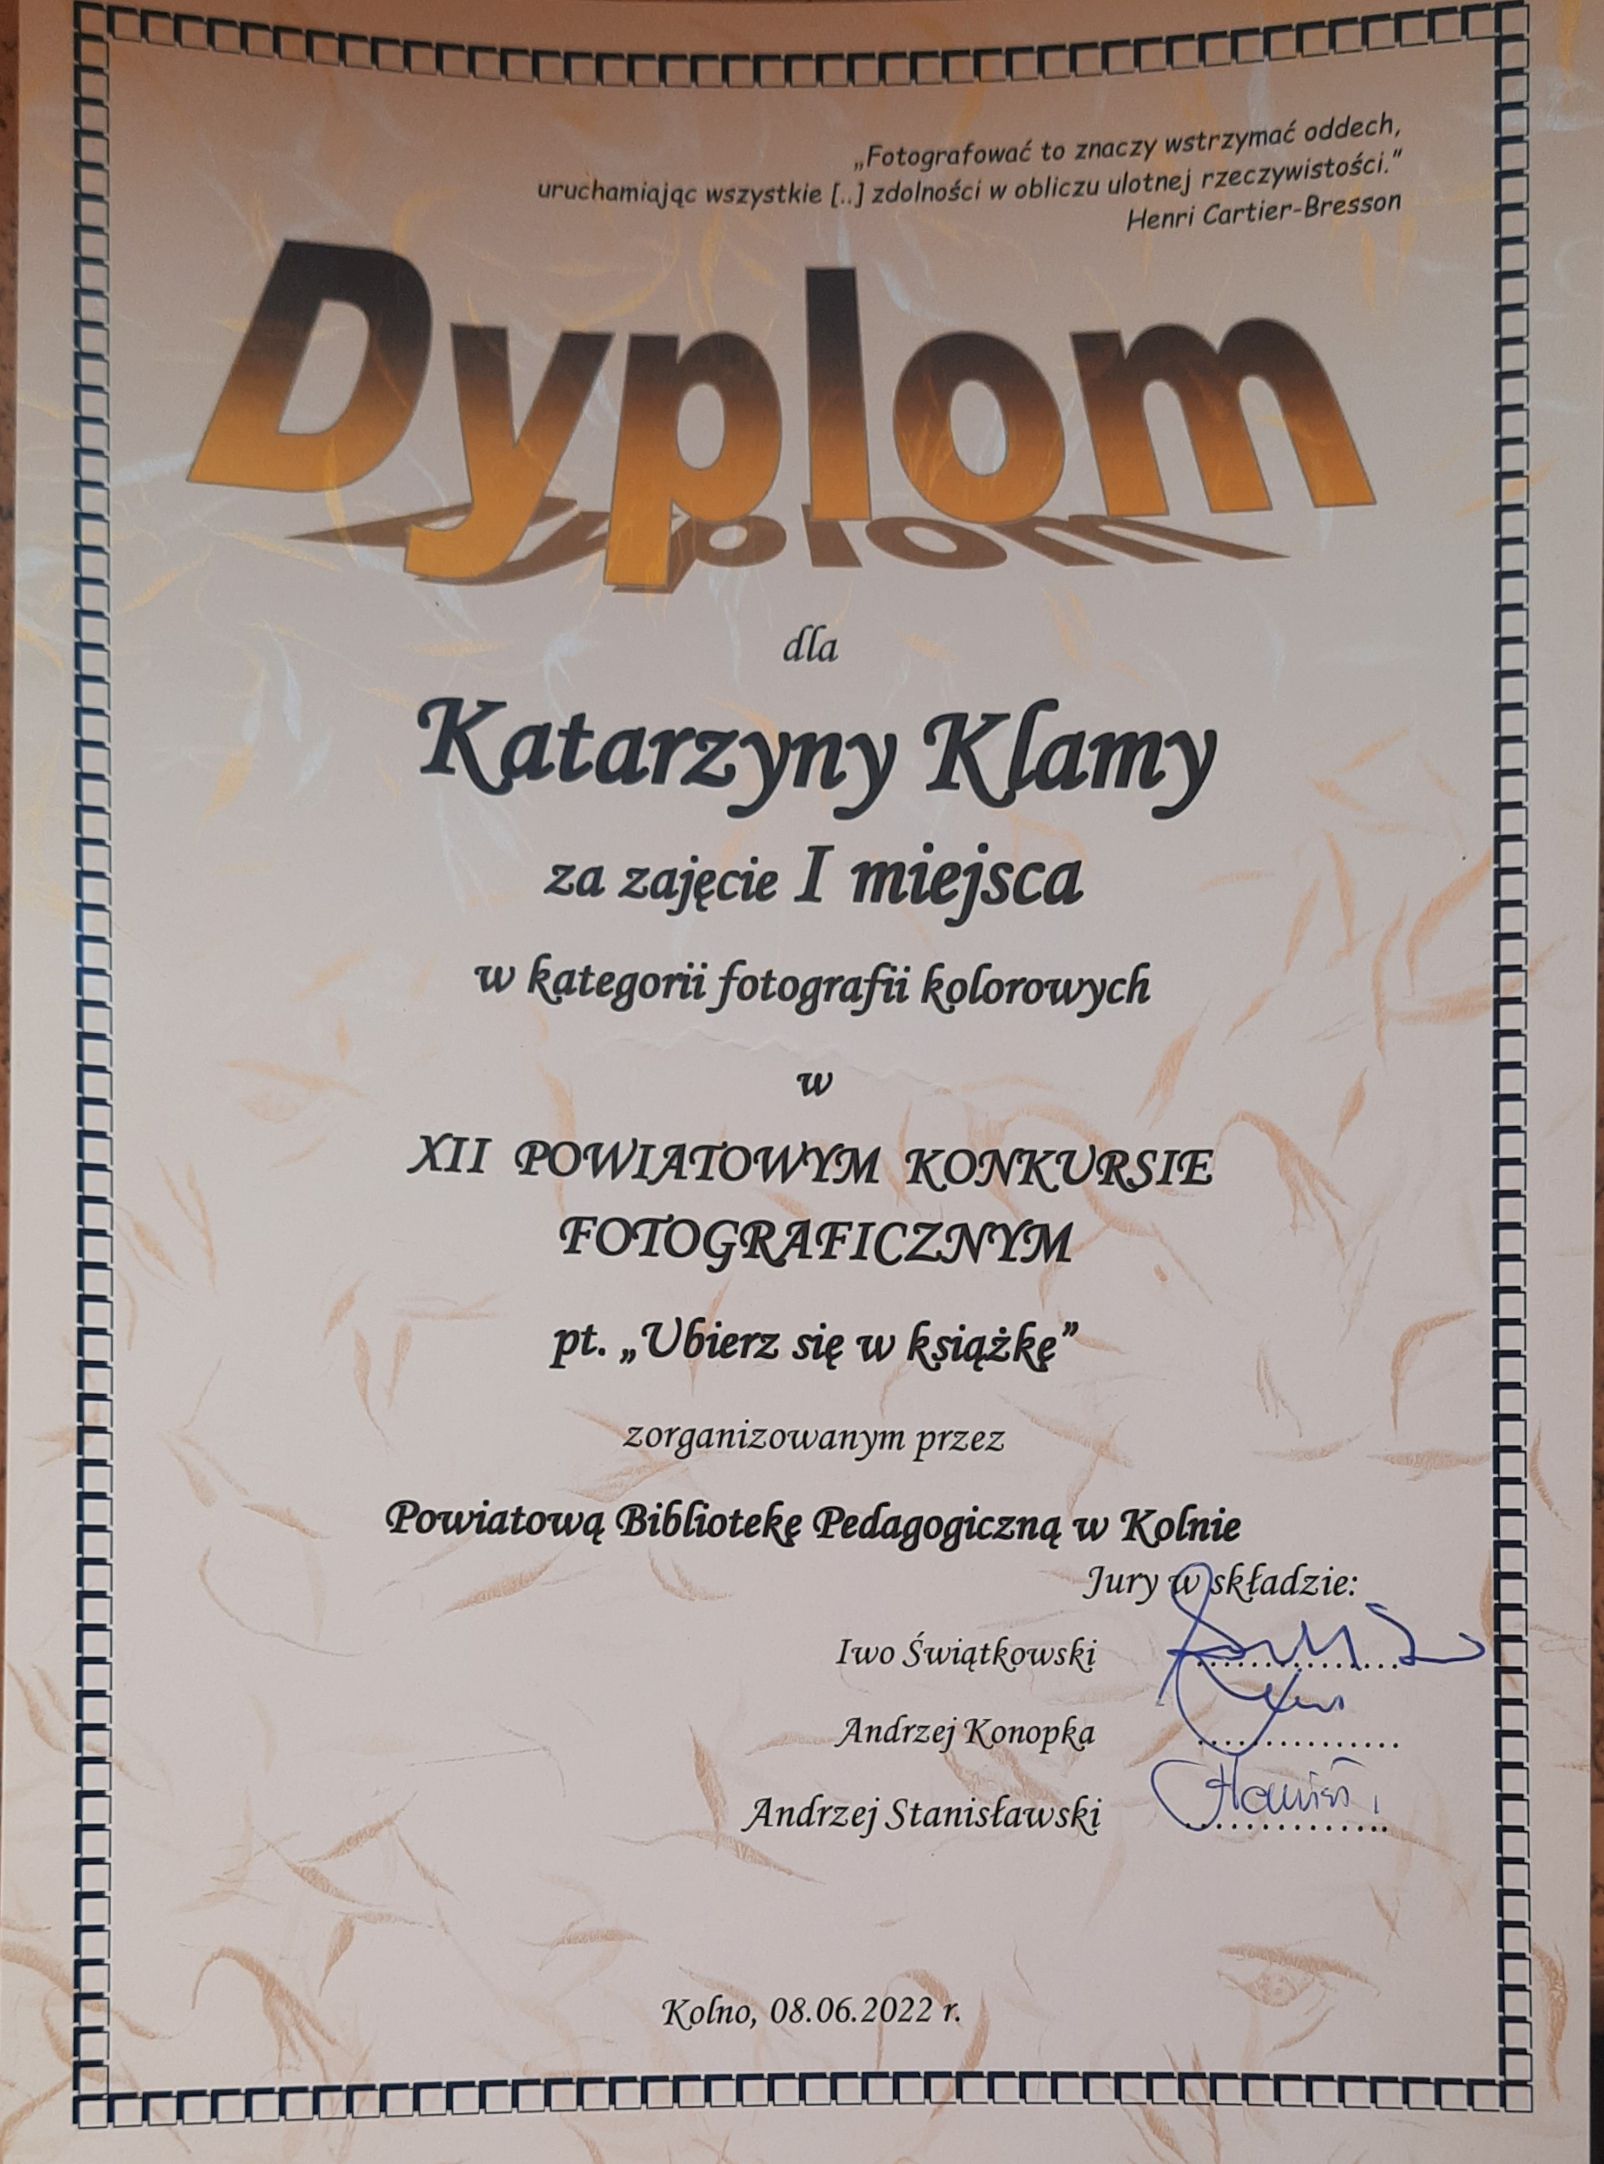 „Fotografować to znaczy wstrzymać oddech,
uruchamiając wszystkie [..] zdolności w obliczu ulotnej rzeczywistości.”
Henri Cartier-Bresson
Dyplom
dla
Katarzyny Klamy
za zajęcie I miejsca
w kategorii fotografii kolorowych
w
XII POWIATOWYM KONKURSIE
FOTOGRAFICZNYM
pt. „Ubierz się w książkę”
zorganizowanym przez
Powiatową Bibliotekę Pedagogiczną w Kolnie
Jury w składzie:
Iwo Świątkowski ...............
Andrzej Konopka ...............
Andrzej Stanisławski ...............
Kolno, 08.06.2022 r.